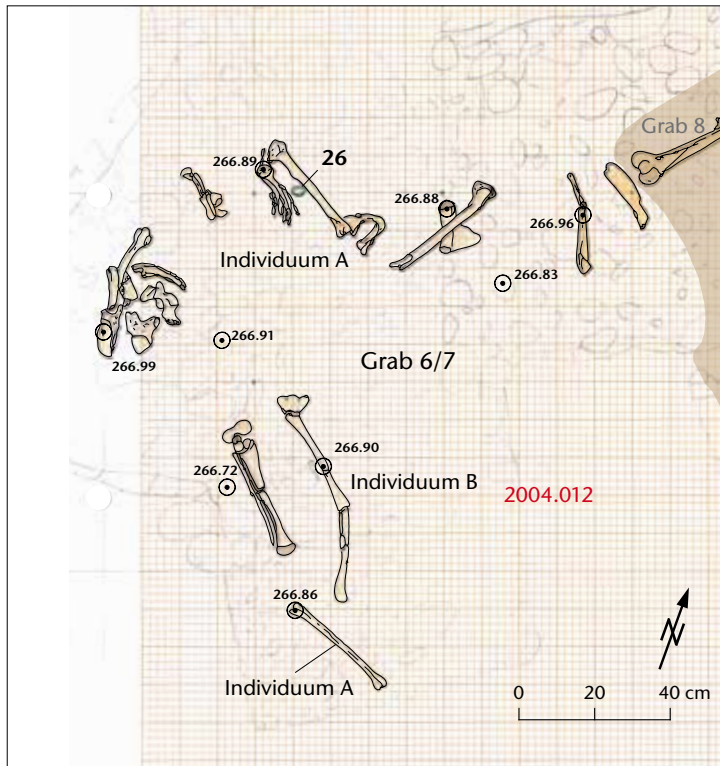 Grab 8
266.89
26
266.88
266.96
Individuum A
266.83
266.99
266.91
Grab 6/7
266.90
266.72
Individuum B
2004.012
266.86
Individuum A
N
0 20 40 cm